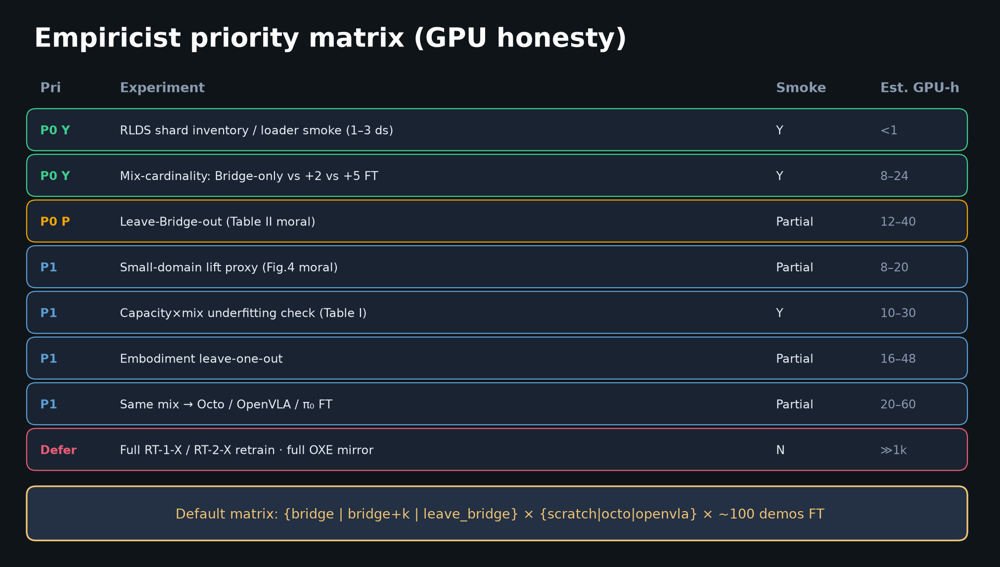 Empiricist priority matrix (GPU honesty)
Pri Experiment Smoke Est. GPU-h
P0 Y RLDS shard inventory / loader smoke (1–3 ds) Y <1
P0 Y Mix-cardinality: Bridge-only vs +2 vs +5 FT Y 8–24
P0 P Leave-Bridge-out (Table II moral) Partial 12–40
P1 Small-domain lift proxy (Fig.4 moral) Partial 8–20
P1 Capacity×mix underfitting check (Table I) Y 10–30
P1 Embodiment leave-one-out Partial 16–48
P1 Same mix → Octo / OpenVLA / π₀ FT Partial 20–60
Defer Full RT-1-X / RT-2-X retrain · full OXE mirror N ≫1k
Default matrix: {bridge | bridge+k | leave_bridge} × {scratch|octo|openvla} × ~100 demos FT